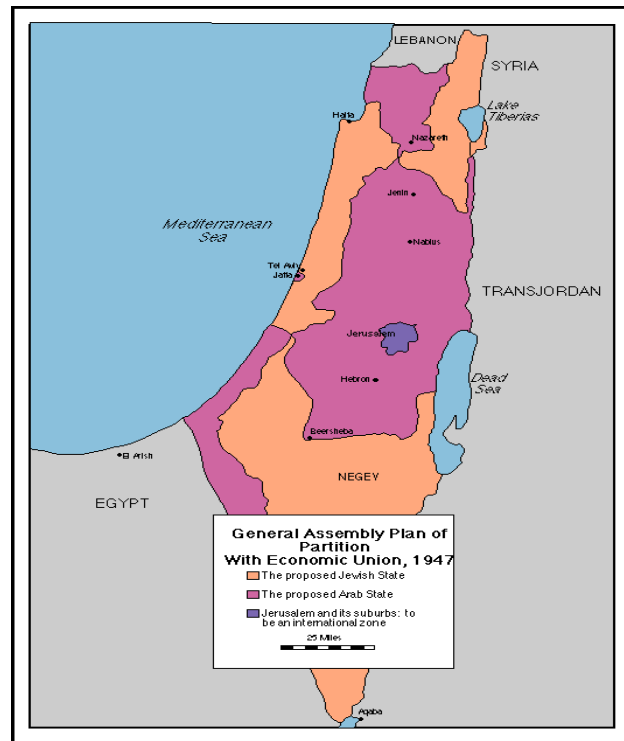 LEBANON
SYRIA
Lake
Tiberias
Haifa
Nazareth
Jenin
Mediterranean
Sea
Nablus
Tel Aviv
Jaffa
TRANSJORDAN
Jerusalem
Hebron
Dead
Sea
Beersheba
El Arish
NEGEV
EGYPT
General Assembly Plan of
Partition
With Economic Union, 1947
The proposed Jewish State
The proposed Arab State
Jerusalem and its suburbs: to
be an international zone
25 Miles
Aqaba